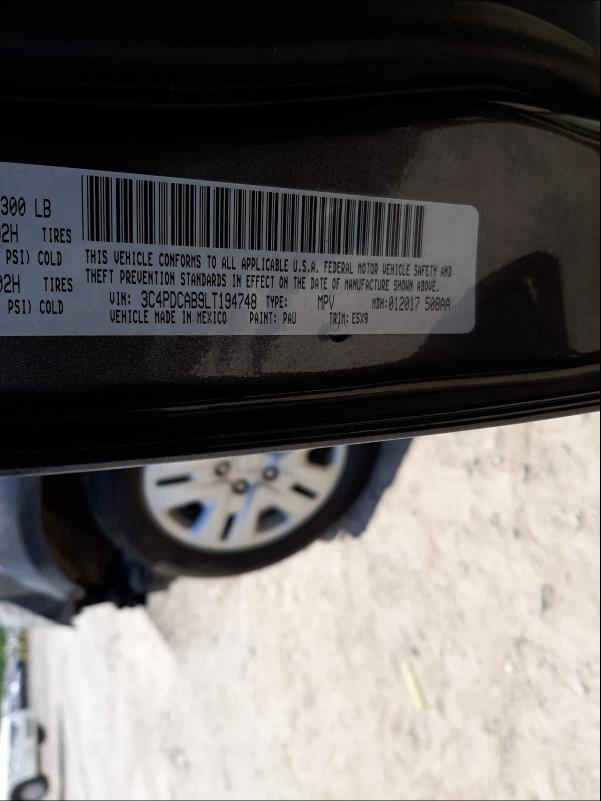 300 LB
02H TIRES
PSI) COLD
02H TIRES
PSI) COLD
THIS VEHICLE CONFORMS TO ALL APPLICABLE U.S.A. FEDERAL MOTOR VEHICLE SAFETY AND
THEFT PREVENTION STANDARDS IN EFFECT ON THE DATE OF MANUFACTURE SHOWN ABOVE.
VIN: 3C4PDCAB9LT194748 TYPE: MPV MDH:012017 508AA
VEHICLE MADE IN MEXICO PAINT: PAU TRIM: E5X9